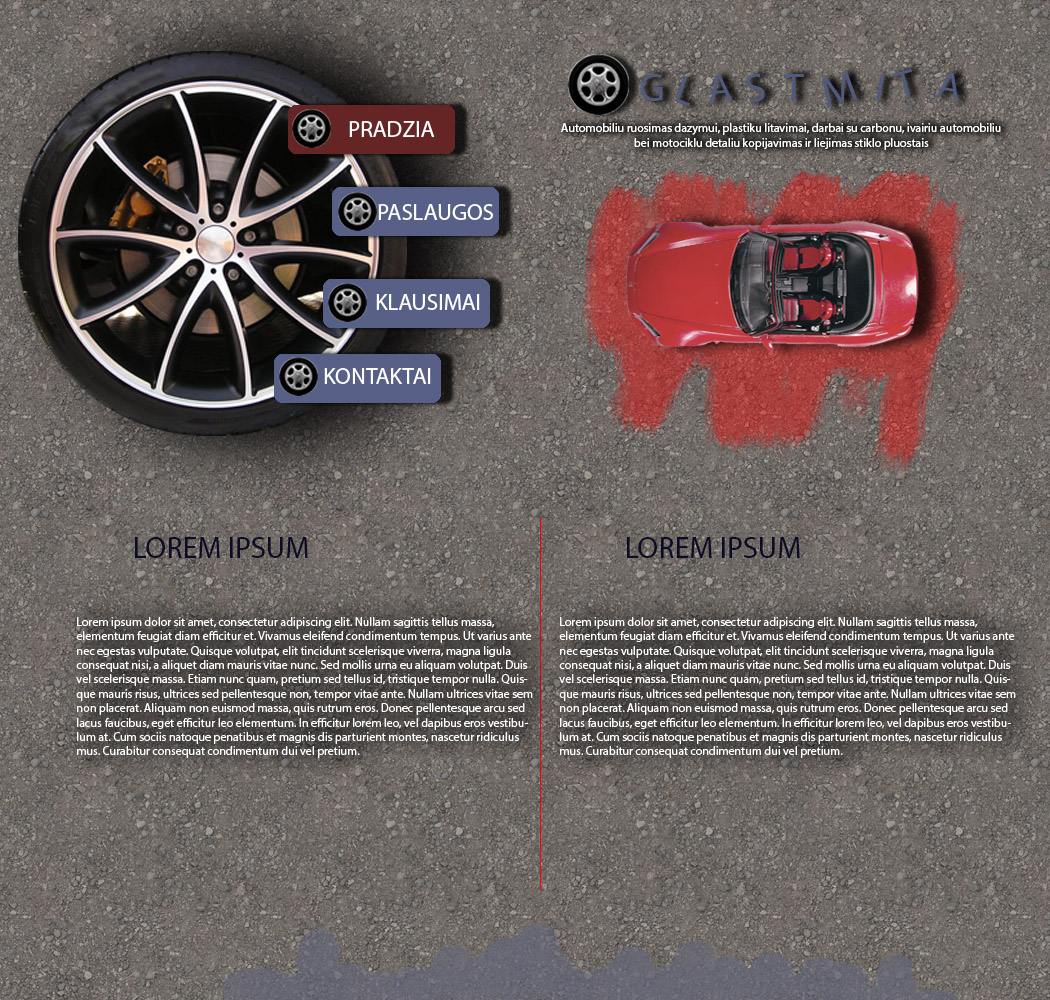 PRADZIA
PASLAUGOS
KLAUSIMAI
KONTAKTAI
GLASTMITA
Automobiliu ruosimas dazymui, plastiku litavimai, darbai su carbonu, ivairiu automobiliu
bei motociklu detaliu kopijavimas ir liejimas stiklo pluostais
LOREM IPSUM
Lorem ipsum dolor sit amet, consectetur adipiscing elit. Nullam sagittis tellus massa,
elementum feugiat diam efficitur et. Vivamus eleifend condimentum tempus. Ut varius ante
nec egestas vulputate. Quisque volutpat, elit tincidunt scelerisque viverra, magna ligula
consequat nisi, a aliquet diam mauris vitae nunc. Sed mollis urna eu aliquam volutpat. Duis
vel scelerisque massa. Etiam nunc quam, pretium sed tellus id, tristique tempor nulla. Quis-
que mauris risus, ultrices sed pellentesque non, tempor vitae ante. Nullam ultrices vitae sem
non placerat. Aliquam non euismod massa, quis rutrum eros. Donec pellentesque arcu sed
lacus faucibus, eget efficitur leo elementum. In efficitur lorem leo, vel dapibus eros vestibu-
lum at. Cum sociis natoque penatibus et magnis dis parturient montes, nascetur ridiculus
mus. Curabitur consequat condimentum dui vel pretium.
LOREM IPSUM
Lorem ipsum dolor sit amet, consectetur adipiscing elit. Nullam sagittis tellus massa,
elementum feugiat diam efficitur et. Vivamus eleifend condimentum tempus. Ut varius ante
nec egestas vulputate. Quisque volutpat, elit tincidunt scelerisque viverra, magna ligula
consequat nisi, a aliquet diam mauris vitae nunc. Sed mollis urna eu aliquam volutpat. Duis
vel scelerisque massa. Etiam nunc quam, pretium sed tellus id, tristique tempor nulla. Quis-
que mauris risus, ultrices sed pellentesque non, tempor vitae ante. Nullam ultrices vitae sem
non placerat. Aliquam non euismod massa, quis rutrum eros. Donec pellentesque arcu sed
lacus faucibus, eget efficitur leo elementum. In efficitur lorem leo, vel dapibus eros vestibu-
lum at. Cum sociis natoque penatibus et magnis dis parturient montes, nascetur ridiculus
mus. Curabitur consequat condimentum dui vel pretium.